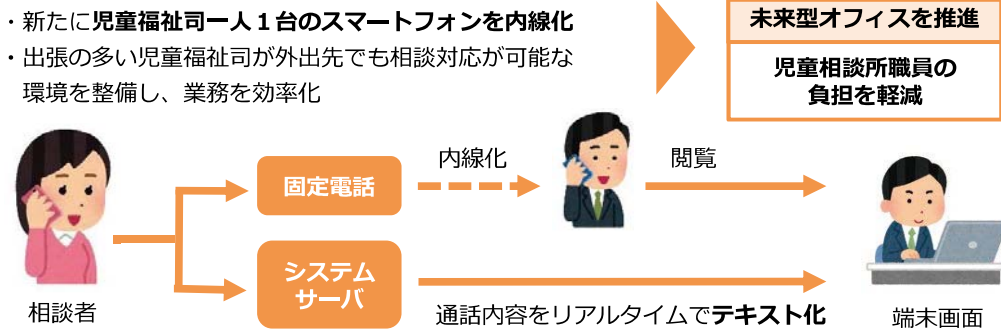 ・新たに児童福祉司一人１台のスマートフォンを内線化
・出張の多い児童福祉司が外出先でも相談対応が可能な
環境を整備し、業務を効率化
未来型オフィスを推進
児童相談所職員の
負担を軽減
内線化
閲覧
固定電話
システム
サーバ
相談者
通話内容をリアルタイムでテキスト化
端末画面